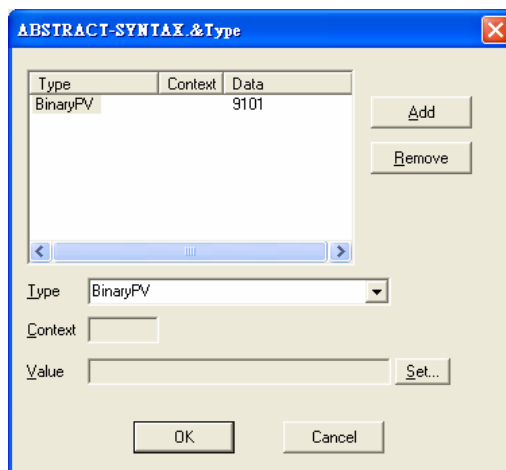 ABSTRACT-SYNTAX.&Type
Type Context Data
BinaryPV 9101
Add
Remove
Type BinaryPV
Context
Value Set...
OK Cancel